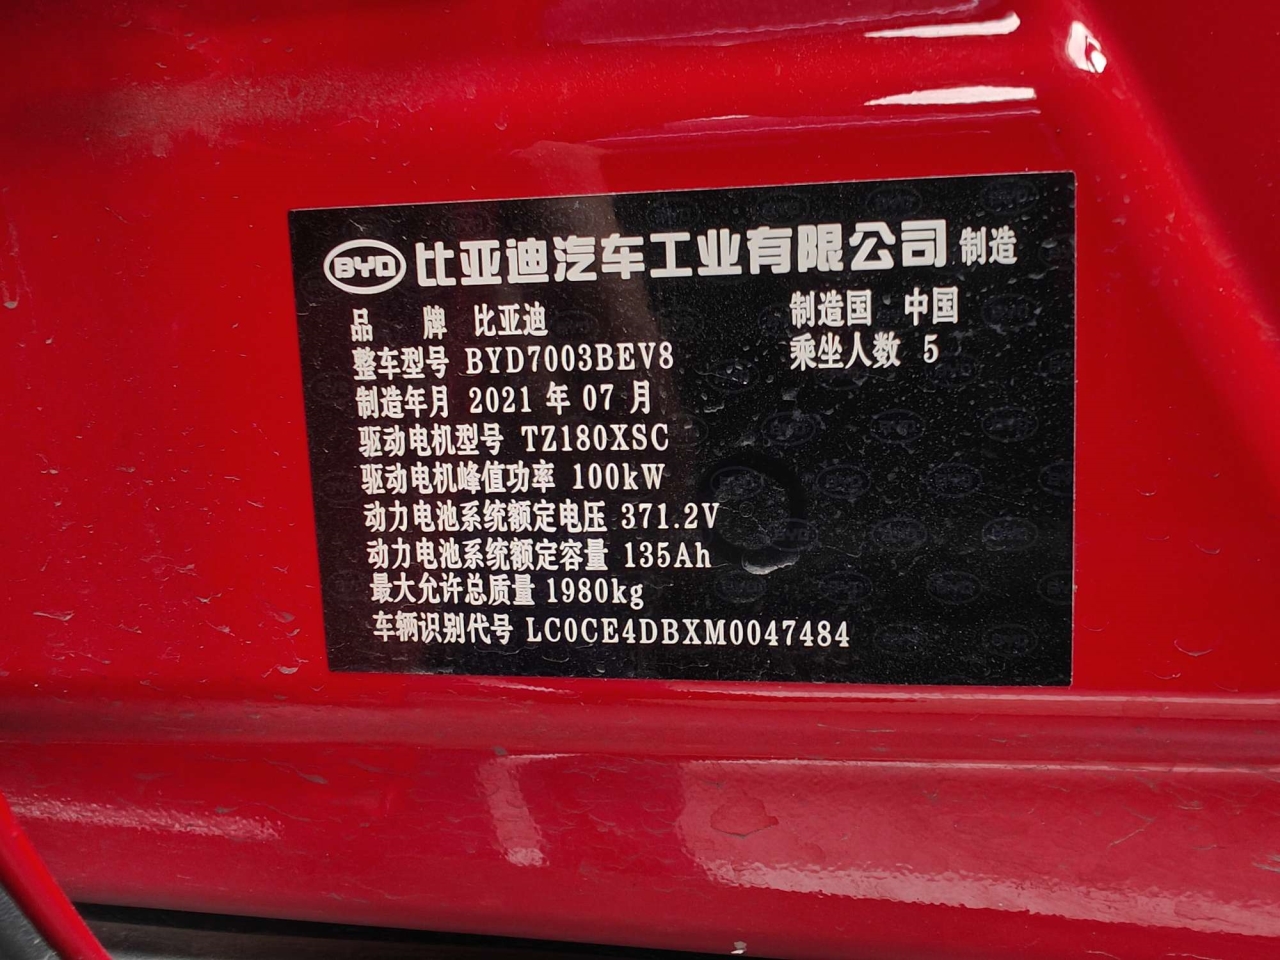 BYD 比亚迪汽车工业有限公司 制造
品 牌 比亚迪 制造国 中国
整车型号 BYD7003BEV8 乘坐人数 5
制造年月 2021 年 07 月
驱动电机型号 TZ180XSC
驱动电机峰值功率 100kW
动力电池系统额定电压 371.2V
动力电池系统额定容量 135Ah
最大允许总质量 1980kg
车辆识别代号 LC0CE4DBXM0047484